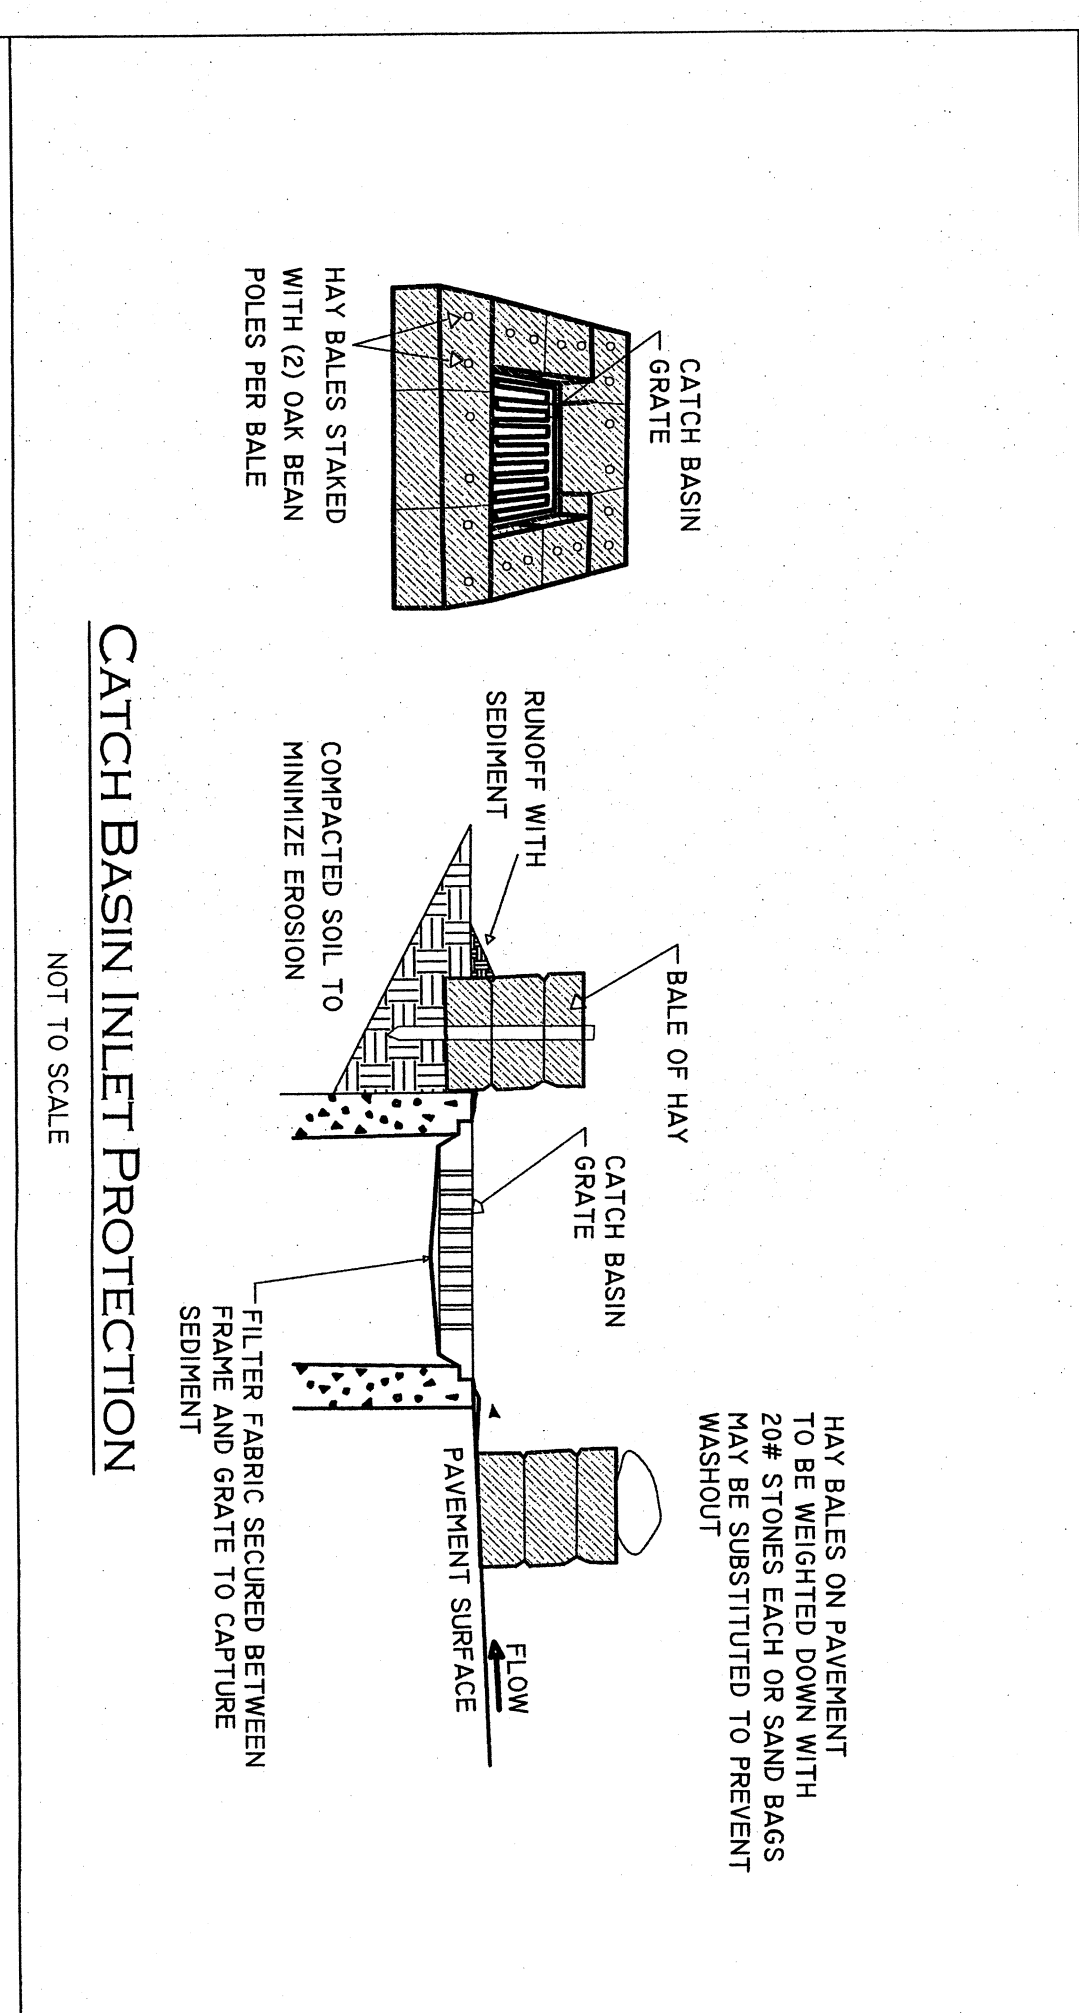 CATCH BASIN
GRATE
HAY BALES STAKED
WITH (2) OAK BEAN
POLES PER BALE
RUNOFF WITH
SEDIMENT
COMPACTED SOIL TO
MINIMIZE EROSION
BALE OF HAY
CATCH BASIN
GRATE
HAY BALES ON PAVEMENT
TO BE WEIGHTED DOWN WITH
20# STONES EACH OR SAND BAGS
MAY BE SUBSTITUTED TO PREVENT
WASHOUT
FLOW
PAVEMENT SURFACE
FILTER FABRIC SECURED BETWEEN
FRAME AND GRATE TO CAPTURE
SEDIMENT
CATCH BASIN INLET PROTECTION
NOT TO SCALE